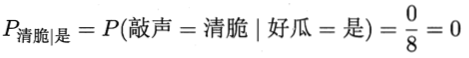 P清脆|是 = P(敲声 = 清脆 | 好瓜 = 是) = 0/8 = 0